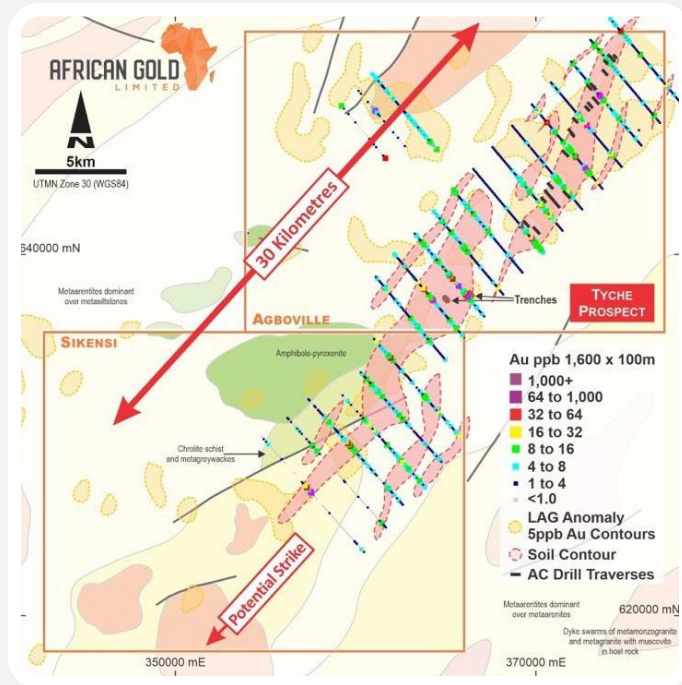 AFRICAN GOLD
LIMITED
N
5km
UTMN Zone 30 (WGS84)
30 Kilometres
640000 mN
Metaarentites dominant
over metasiltstones
Trenches
TYCHE
PROSPECT
AGBOVILLE
SIKENSI
Amphibole-pyroxenite
Au ppb 1,600 x 100m
1,000+
64 to 1,000
32 to 64
16 to 32
8 to 16
4 to 8
1 to 4
<1.0
LAG Anomaly
5ppb Au Contours
Soil Contour
AC Drill Traverses
Chrolite schist
and metagreywackes
Potential Strike
Metaarentites dominant
over metaarenites
620000 mN
Dyke swarms of metamonzogranite
and metagranite with muscovite
in host rock
350000 mE
370000 mE